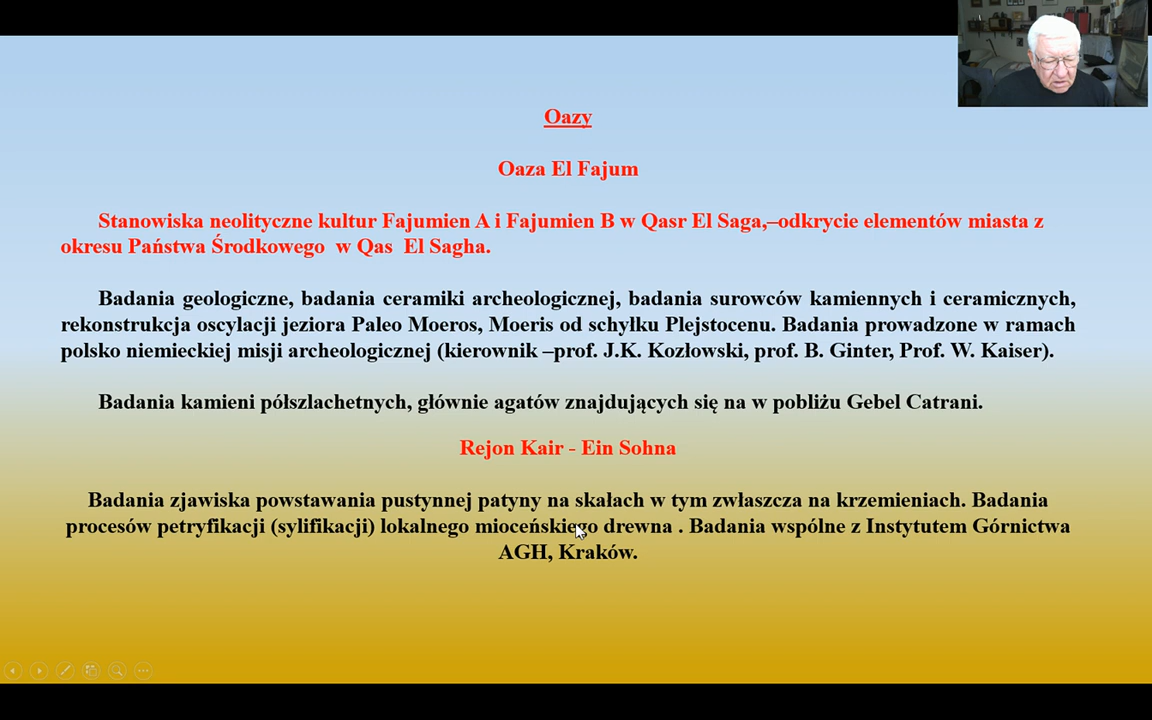 Oazy
Oaza El Fajum
Stanowiska neolityczne kultur Fajumien A i Fajumien B w Qasr El Saga,–odkrycie elementów miasta z
okresu Państwa Środkowego w Qas El Sagha.
Badania geologiczne, badania ceramiki archeologicznej, badania surowców kamiennych i ceramicznych,
rekonstrukcja oscylacji jeziora Paleo Moeros, Moeris od schyłku Plejstocenu. Badania prowadzone w ramach
polsko niemieckiej misji archeologicznej (kierownik –prof. J.K. Kozłowski, prof. B. Ginter, Prof. W. Kaiser).
Badania kamieni półszlachetnych, głównie agatów znajdujących się na w pobliżu Gebel Catrani.
Rejon Kair - Ein Sohna
Badania zjawiska powstawania pustynnej patyny na skałach w tym zwłaszcza na krzemieniach. Badania
procesów petryfikacji (sylifikacji) lokalnego mioceńskiego drewna . Badania wspólne z Instytutem Górnictwa
AGH, Kraków.